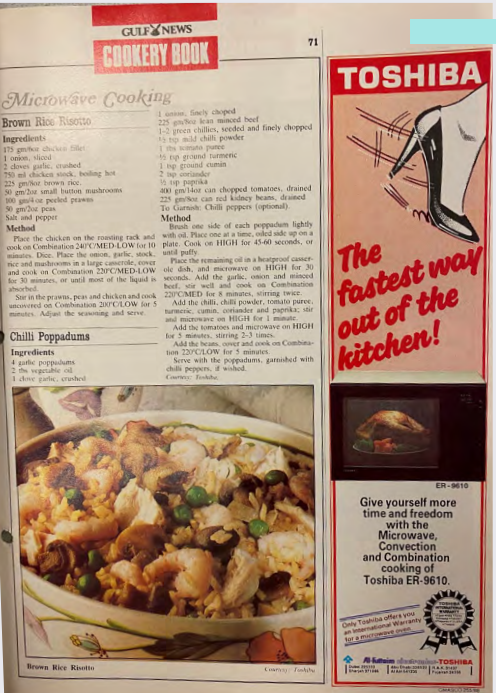 GULF NEWS
COOKERY BOOK
71
Microwave Cooking
Brown Rice Risotto
Ingredients
175 gm/6oz chicken fillet
1 onion, sliced
2 cloves garlic, crushed
750 ml chicken stock, boiling hot
225 gm/8oz brown rice.
50 gm/2oz small button mushrooms
100 gm/4 oz peeled prawns
50 gm/2oz peas
Salt and pepper
Method
Place the chicken on the roasting rack and
cook on Combination 240°C/MED-LOW for 10
minutes. Dice. Place the onion, garlic, stock,
rice and mushrooms in a large casserole, cover
and cook on Combination 220°C/MED-LOW
for 30 minutes, or until most of the liquid is
absorbed.
Stir in the prawns, peas and chicken and cook
uncovered on Combination 200°C/LOW for 5
minutes. Adjust the seasoning and serve.
Chilli Poppadums
Ingredients
4 garlic poppadums
2 tbs vegetable oil
1 clove garlic, crushed
1 onion, finely choped
225 gm/8oz lean minced beef
1-2 green chillies, seeded and finely chopped
½ tsp mild chilli powder
1 tbs tomato puree
½ tsp ground turmeric
1 tsp ground cumin
2 tsp coriander
½ tsp paprika
400 gm/14oz can chopped tomatoes, drained
225 gm/8oz can red kidney beans, drained
To Garnish: Chilli peppers (optional).
Method
Brush one side of each poppadum lightly
with oil. Place one at a time, oiled side up on a
plate. Cook on HIGH for 45-60 seconds, or
until puffy.
Place the remaining oil in a heatproof casser-
ole dish, and microwave on HIGH for 30
seconds. Add the garlic, onion and minced
beef, stir well and cook on Combination
220°C/MED for 8 minutes, stirring twice.
Add the chilli, chilli powder, tomato puree,
turmeric, cumin, coriander and paprika; stir
and microwave on HIGH for 1 minute.
Add the tomatoes and microwave on HIGH
for 5 minutes, stirring 2-3 times.
Add the beans, cover and cook on Combina-
tion 220°C/LOW for 5 minutes.
Serve with the poppadums, garnished with
chilli peppers, if wished.
Courtesy: Toshiba.
Brown Rice Risotto
Courtesy: Toshiba
TOSHIBA
The
fastest way
out of the
kitchen!
ER-9610
Give yourself more
time and freedom
with the
Microwave,
Convection
and Combination
cooking of
Toshiba ER-9610.
TOSHIBA
INTERNATIONAL
WARRANTY
Only Toshiba offers you
an International Warranty
for a microwave oven.
Al-Futtaim electronics-TOSHIBA